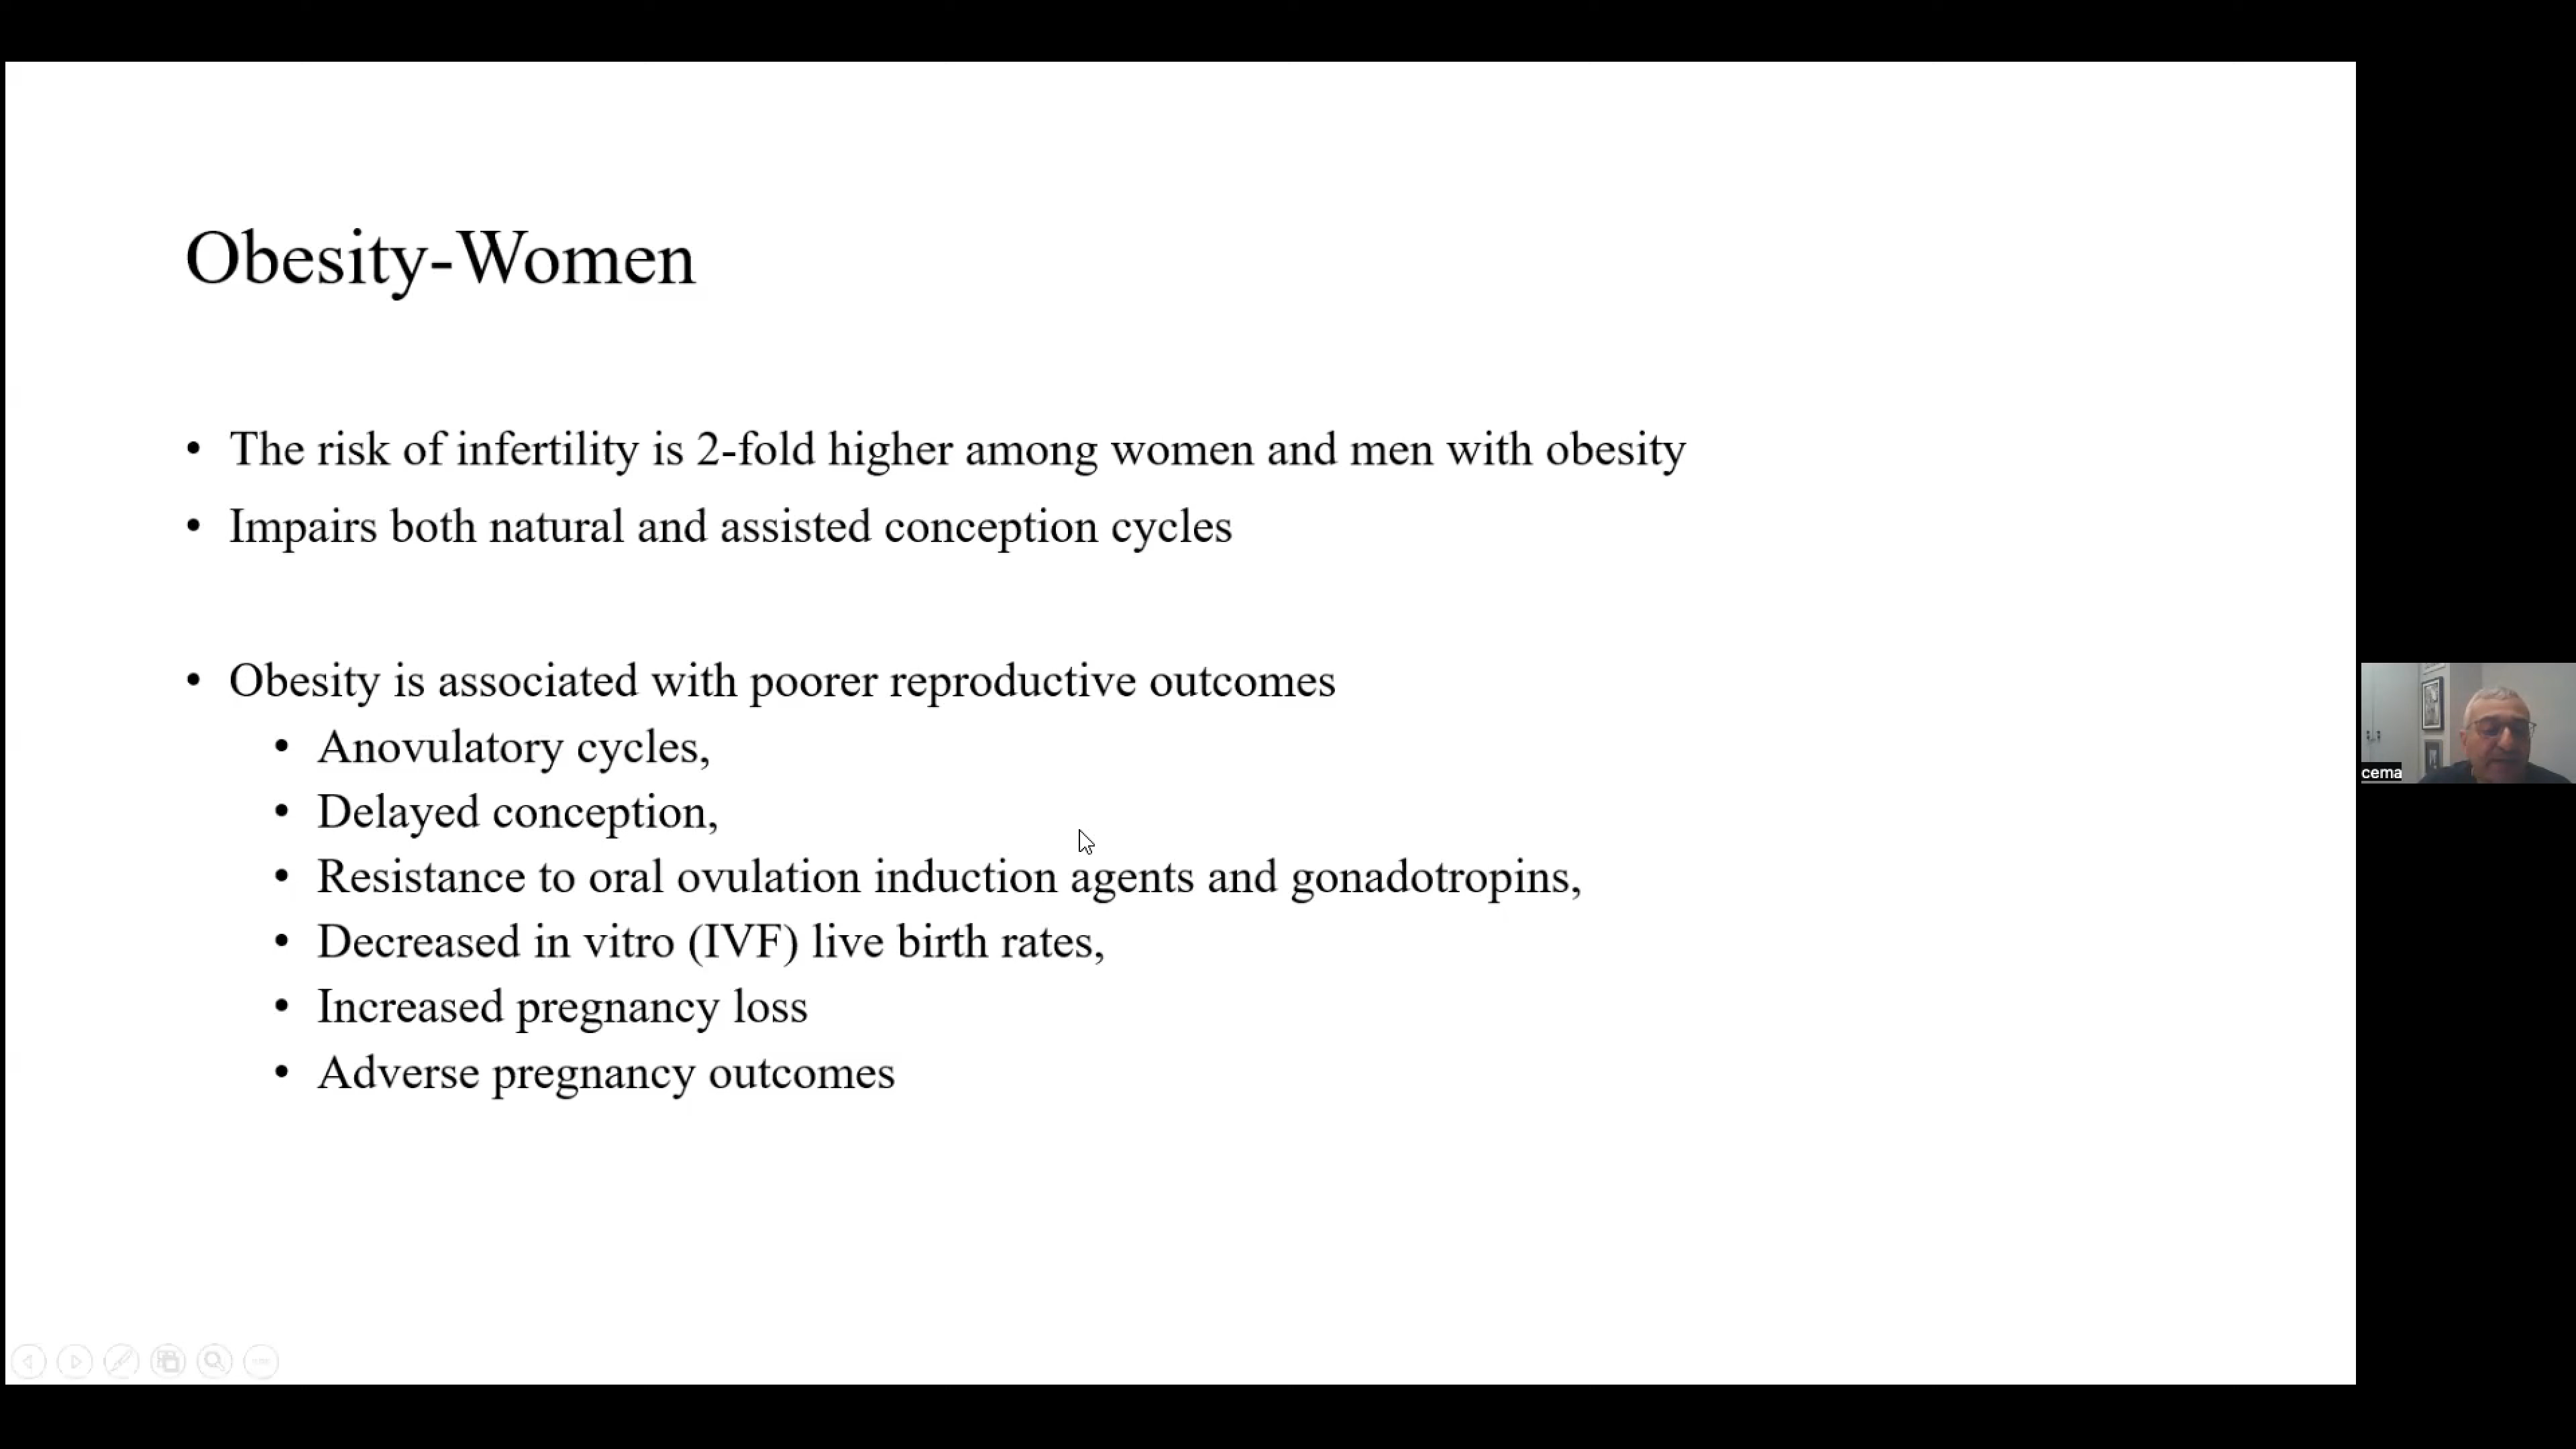 Obesity-Women
• The risk of infertility is 2-fold higher among women and men with obesity
• Impairs both natural and assisted conception cycles
• Obesity is associated with poorer reproductive outcomes
• Anovulatory cycles,
• Delayed conception,
• Resistance to oral ovulation induction agents and gonadotropins,
• Decreased in vitro (IVF) live birth rates,
• Increased pregnancy loss
• Adverse pregnancy outcomes
cema